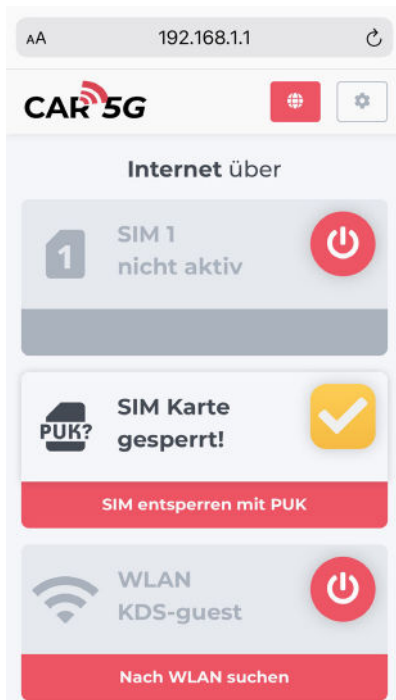 AA
192.168.1.1
CAR 5G
Internet über
1
SIM 1
nicht aktiv
PUK?
SIM Karte
gesperrt!
SIM entsperren mit PUK
WLAN
KDS-guest
Nach WLAN suchen